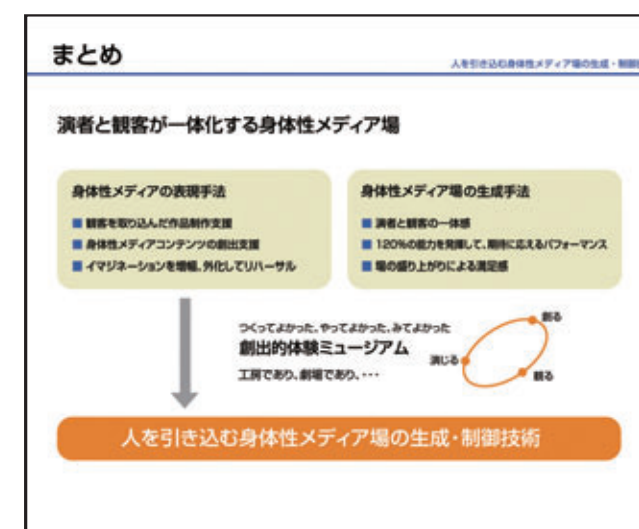 まとめ
人を引き込む身体性メディア場の生成・制御
演者と観客が一体化する身体性メディア場
身体性メディアの表現手法
■ 観客を取り込んだ作品制作支援
■ 身体性メディアコンテンツの創出支援
■ イマジネーションを増幅、外化してリハーサル
身体性メディア場の生成手法
■ 演者と観客の一体感
■ 120%の能力を発揮して、期待に応えるパフォーマンス
■ 場の盛り上がりによる満足感
つくってよかった、やってよかった、みてよかった
創出的体験ミュージアム
工房であり、劇場であり、・・・
創る
演じる
観る
人を引き込む身体性メディア場の生成・制御技術